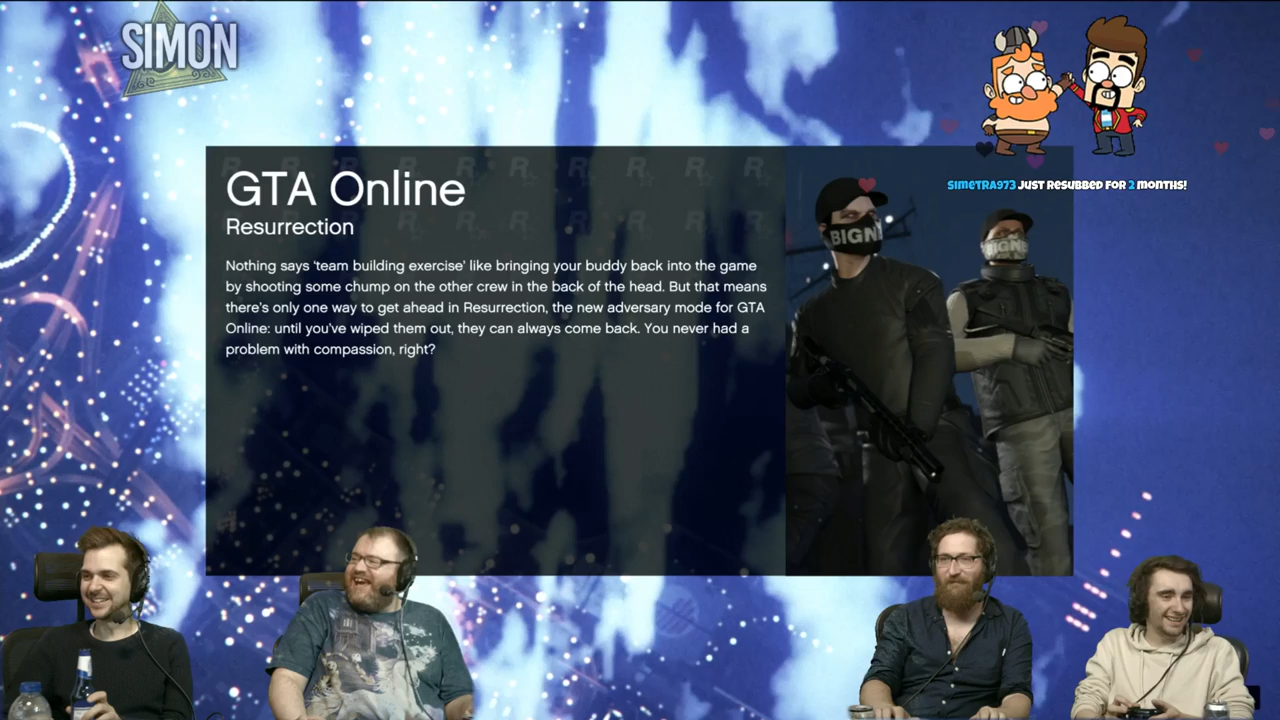 SIMON
GTA Online
Resurrection
Nothing says ‘team building exercise’ like bringing your buddy back into the game
by shooting some chump on the other crew in the back of the head. But that means
there’s only one way to get ahead in Resurrection, the new adversary mode for GTA
Online: until you’ve wiped them out, they can always come back. You never had a
problem with compassion, right?
SIMETRA973 JUST RESUBBED FOR 2 MONTHS!
BIGN
BIGN